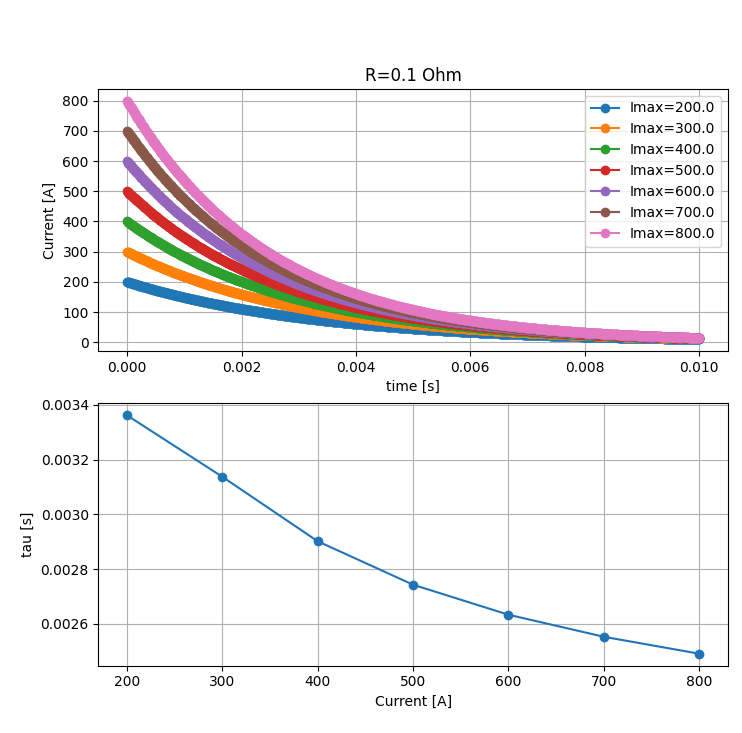 R=0.1 Ohm
800
700
600
500
400
300
200
100
0
Current [A]
Imax=200.0
Imax=300.0
Imax=400.0
Imax=500.0
Imax=600.0
Imax=700.0
Imax=800.0
0.000 0.002 0.004 0.006 0.008 0.010
time [s]
0.0034
0.0032
0.0030
0.0028
0.0026
tau [s]
200 300 400 500 600 700 800
Current [A]